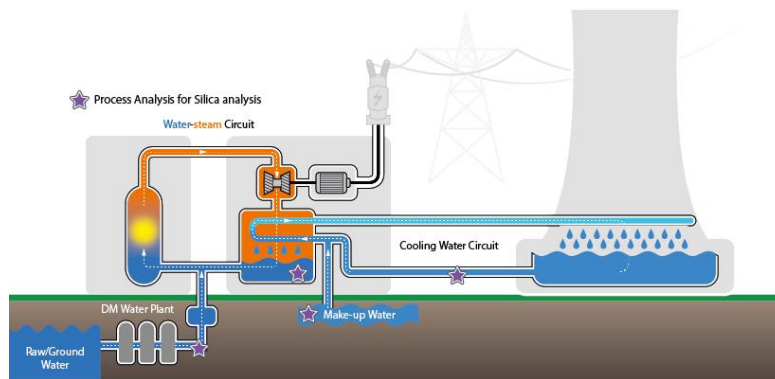 Process Analysis for Silica analysis
Water-steam Circuit
Cooling Water Circuit
DM Water Plant
Make-up Water
Raw/Ground
Water